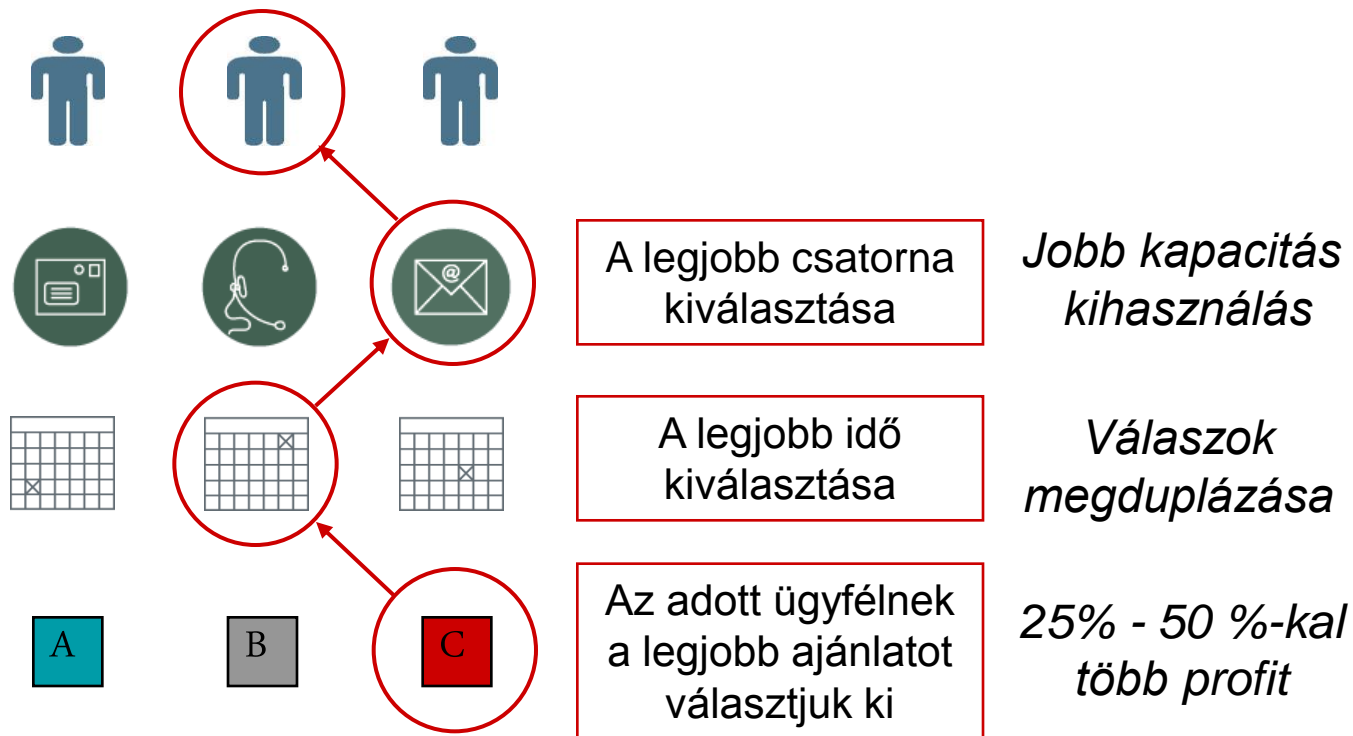 @
A legjobb csatorna
kiválasztása
Jobb kapacitás
kihasználás
A legjobb idő
kiválasztása
Válaszok
megduplázása
A
B
C
Az adott ügyfélnek
a legjobb ajánlatot
választjuk ki
25% - 50 %-kal
több profit